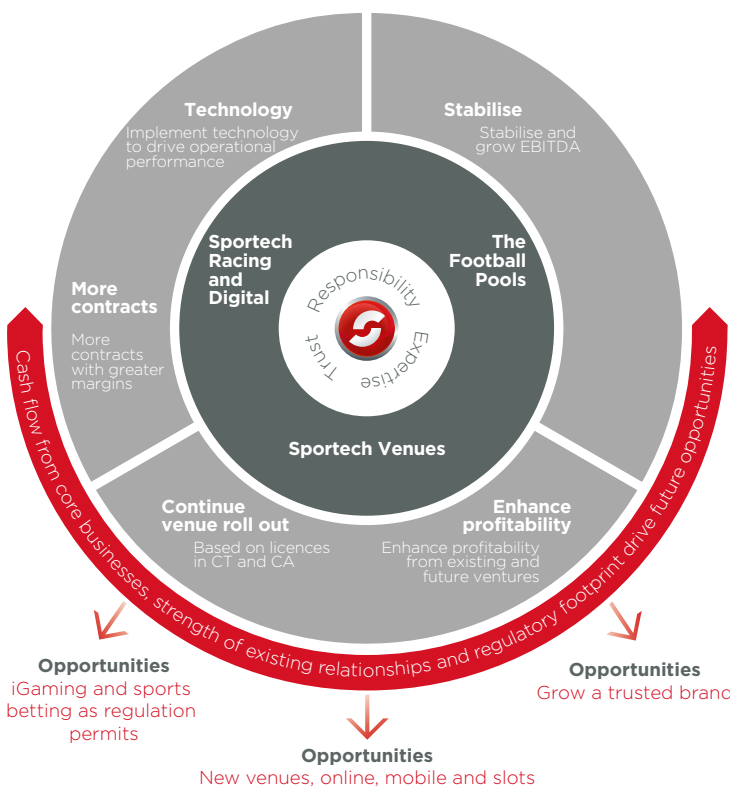 Technology
Implement technology
to drive operational
performance
Stabilise
Stabilise and
grow EBITDA
Sportech
Racing
and
Digital
The
Football
Pools
Responsibility
Trust
Expertise
More
contracts
More
contracts
with greater
margins
Sportech Venues
Continue
venue roll out
Based on licences
in CT and CA
Enhance
profitability
Enhance profitability
from existing and
future ventures
Cash flow from core businesses, strength of existing relationships and regulatory footprint drive future opportunities
Opportunities
iGaming and sports
betting as regulation
permits
Opportunities
Grow a trusted brand
Opportunities
New venues, online, mobile and slots